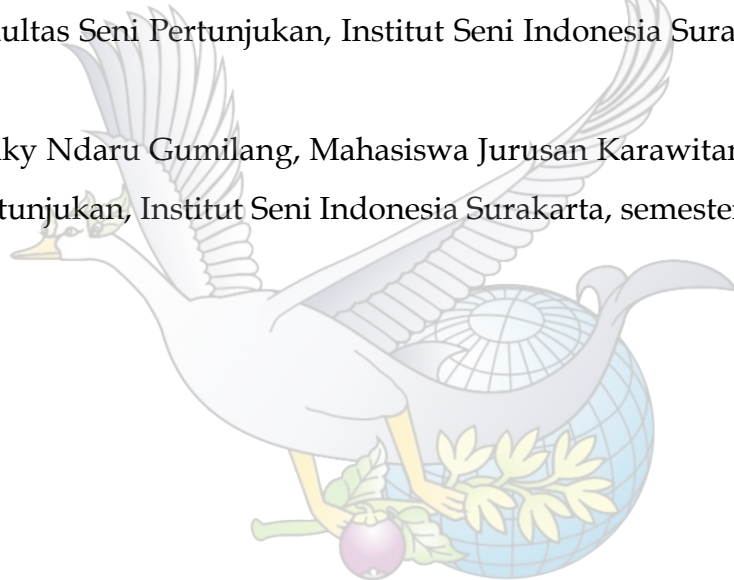 ultas Seni Pertunjukan, Institut Seni Indonesia Sura
ky Ndaru Gumilang, Mahasiswa Jurusan Karawitan
tunjukan, Institut Seni Indonesia Surakarta, semester